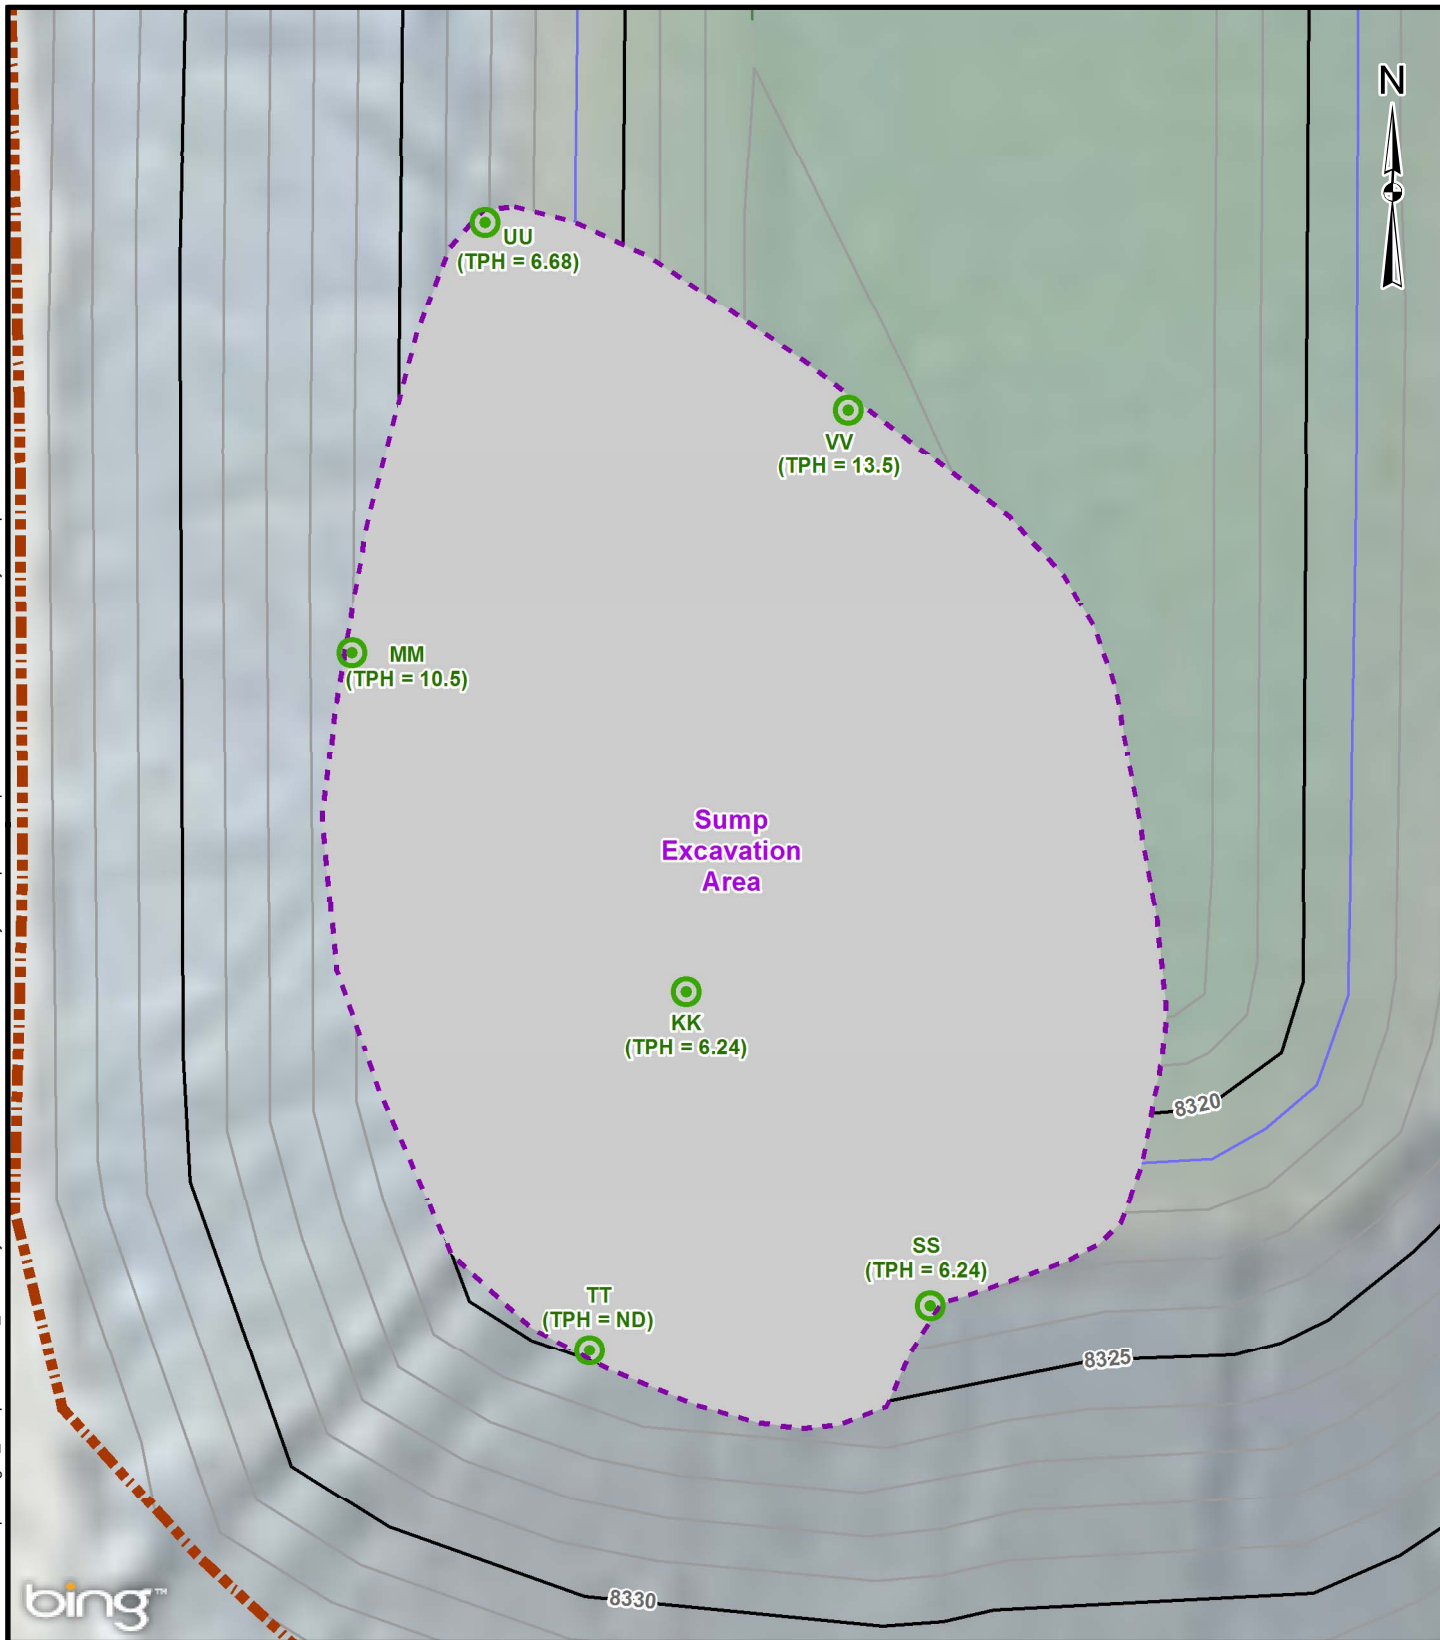 N
UU
(TPH = 6.68)
VV
(TPH = 13.5)
MM
(TPH = 10.5)
Sump
Excavation
Area
KK
(TPH = 6.24)
8320
SS
(TPH = 6.24)
TT
(TPH = ND)
8325
8330
bing™